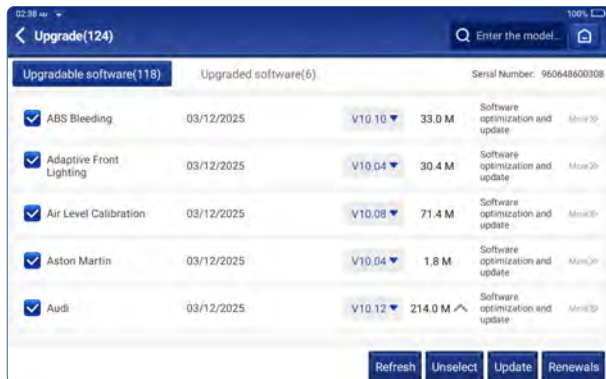 02:38 AM
100%
Upgrade(124)
Enter the model...
Upgradable software(118)
Upgraded software(6)
Serial Number: 960648600308
ABS Bleeding 03/12/2025 V10.10 33.0 M Software optimization and update More
Adaptive Front Lighting 03/12/2025 V10.04 30.4 M Software optimization and update More
Air Level Calibration 03/12/2025 V10.08 71.4 M Software optimization and update More
Aston Martin 03/12/2025 V10.04 1.8 M Software optimization and update More
Audi 03/12/2025 V10.12 214.0 M Software optimization and update More
Refresh Unselect Update Renewals